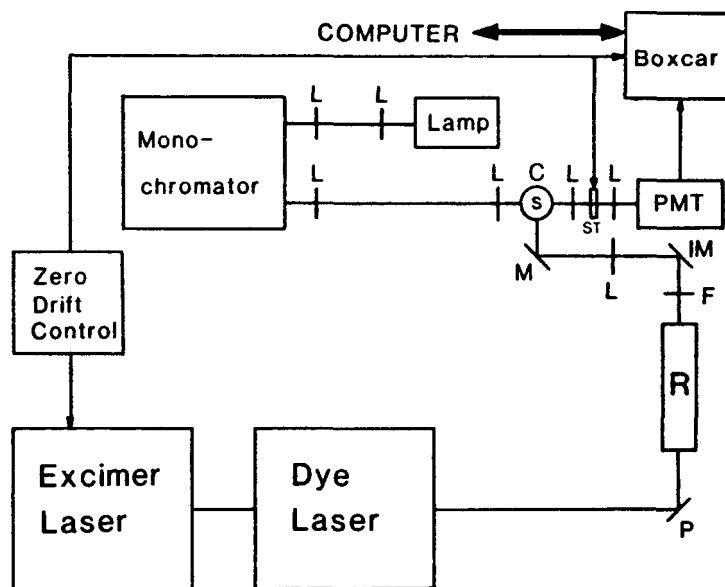 COMPUTER
Boxcar
L
L
Lamp
Mono-
chromator
L
L
C
S
L
L
ST
PMT
M
L
IM
F
Zero
Drift
Control
R
Excimer
Laser
Dye
Laser
P